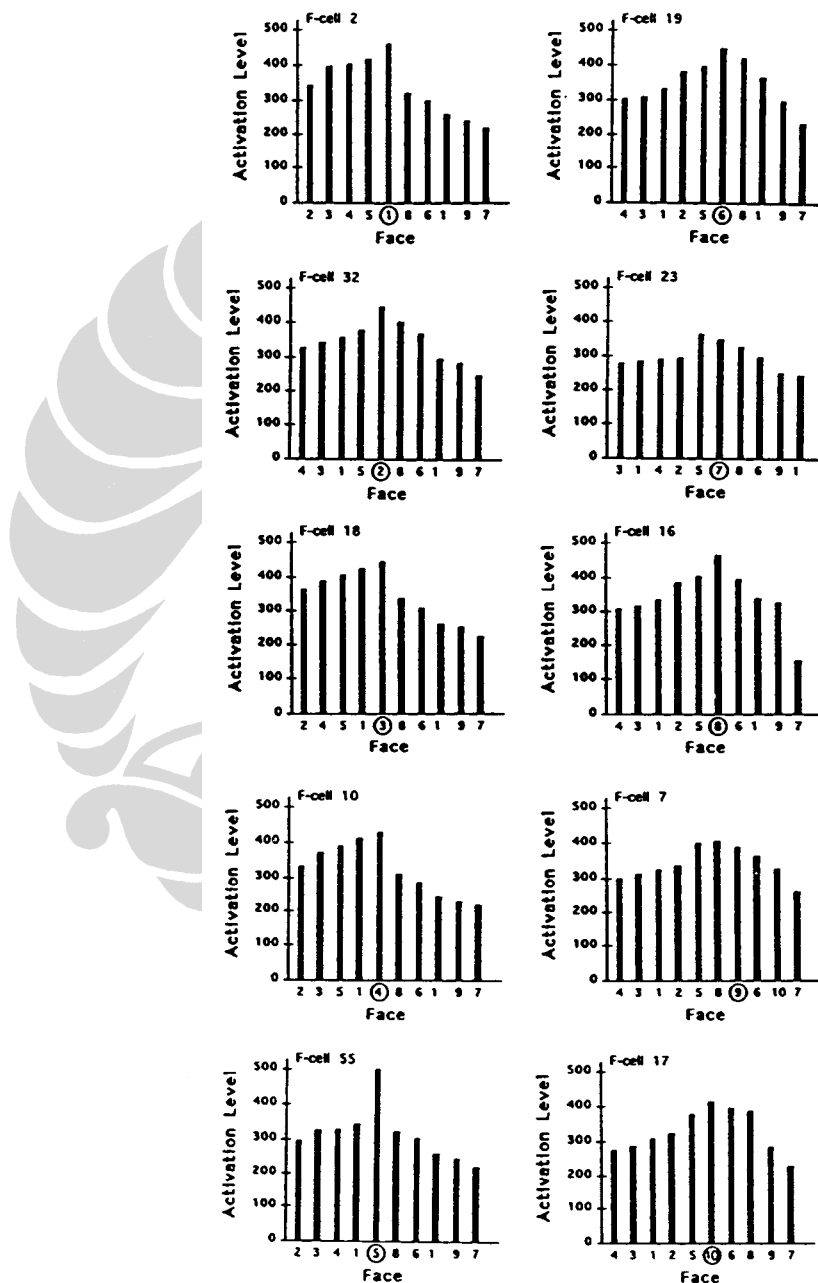 F-cell 2
Activation Level
500
400
300
200
100
0
2 3 4 5 1 8 6 1 9 7
Face
F-cell 19
Activation Level
500
400
300
200
100
0
4 3 1 2 5 6 8 1 9 7
Face
F-cell 32
Activation Level
500
400
300
200
100
0
4 3 1 5 2 8 6 1 9 7
Face
F-cell 23
Activation Level
500
400
300
200
100
0
3 1 4 2 5 7 8 6 9 1
Face
F-cell 18
Activation Level
500
400
300
200
100
0
2 4 5 1 3 8 6 1 9 7
Face
F-cell 16
Activation Level
500
400
300
200
100
0
4 3 1 2 5 8 6 1 9 7
Face
F-cell 10
Activation Level
500
400
300
200
100
0
2 3 5 1 4 8 6 1 9 7
Face
F-cell 7
Activation Level
500
400
300
200
100
0
4 3 1 2 5 8 9 6 10 7
Face
F-cell 55
Activation Level
500
400
300
200
100
0
2 3 4 1 5 8 6 1 9 7
Face
F-cell 17
Activation Level
500
400
300
200
100
0
4 3 1 2 5 10 6 8 9 7
Face